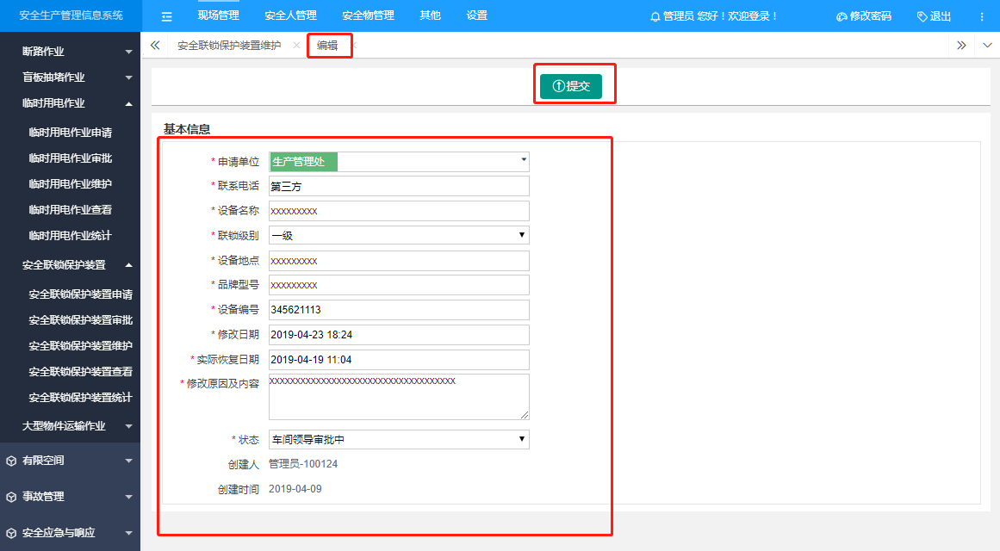 安全生产管理信息系统
现场管理 安全人管理 安全物管理 其他 设置 管理员 您好！欢迎登录！ 修改密码 退出
安全联锁保护装置维护 编辑
断路作业
盲板抽堵作业
临时用电作业
临时用电作业申请
临时用电作业审批
临时用电作业维护
临时用电作业查看
临时用电作业统计
安全联锁保护装置
安全联锁保护装置申请
安全联锁保护装置审批
安全联锁保护装置维护
安全联锁保护装置查看
安全联锁保护装置统计
大型物件运输作业
有限空间
事故管理
安全应急与响应
提交
基本信息
* 申请单位 生产管理处
* 联系电话 第三方
* 设备名称 xxxxxxxxx
* 联锁级别 一级
* 设备地点 xxxxxxxxx
* 品牌型号 xxxxxxxxx
* 设备编号 345621113
* 修改日期 2019-04-23 18:24
* 实际恢复日期 2019-04-19 11:04
* 修改原因及内容 xxxxxxxxxxxxxxxxxxxxxxxxxxxxxxxxxxxx
* 状态 车间领导审批中
创建人 管理员-100124
创建时间 2019-04-09